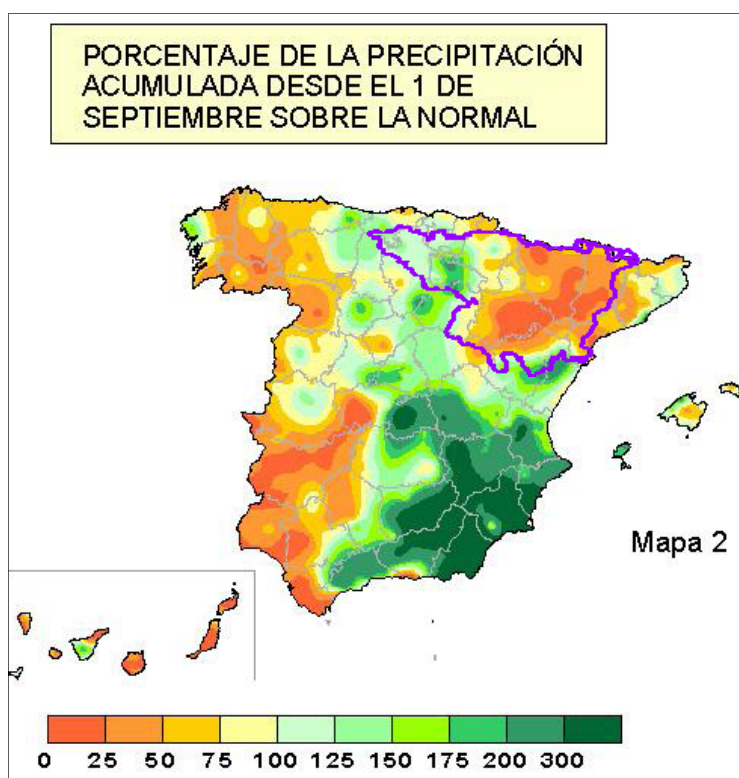 PORCENTAJE DE LA PRECIPITACIÓN
ACUMULADA DESDE EL 1 DE
SEPTIEMBRE SOBRE LA NORMAL
Mapa 2
0 25 50 75 100 125 150 175 200 300